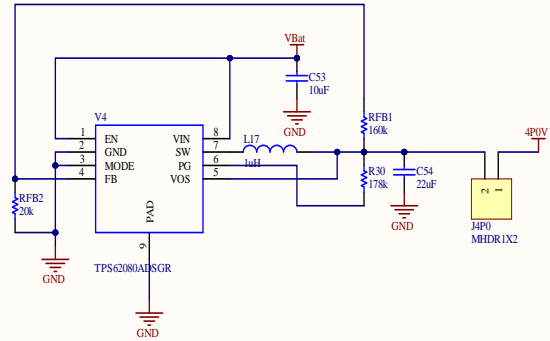 VBat
C53
10uF
GND
V4
1 EN
2 GND
3 MODE
4 FB
VIN 8
SW 7
PG 6
VOS 5
PAD
9
TPS62080ADSGR
L17
1uH
RFB1
160k
R30
178k
C54
22uF
GND
4P0V
2 1
J4P0
MHDR1X2
RFB2
20k
GND
GND